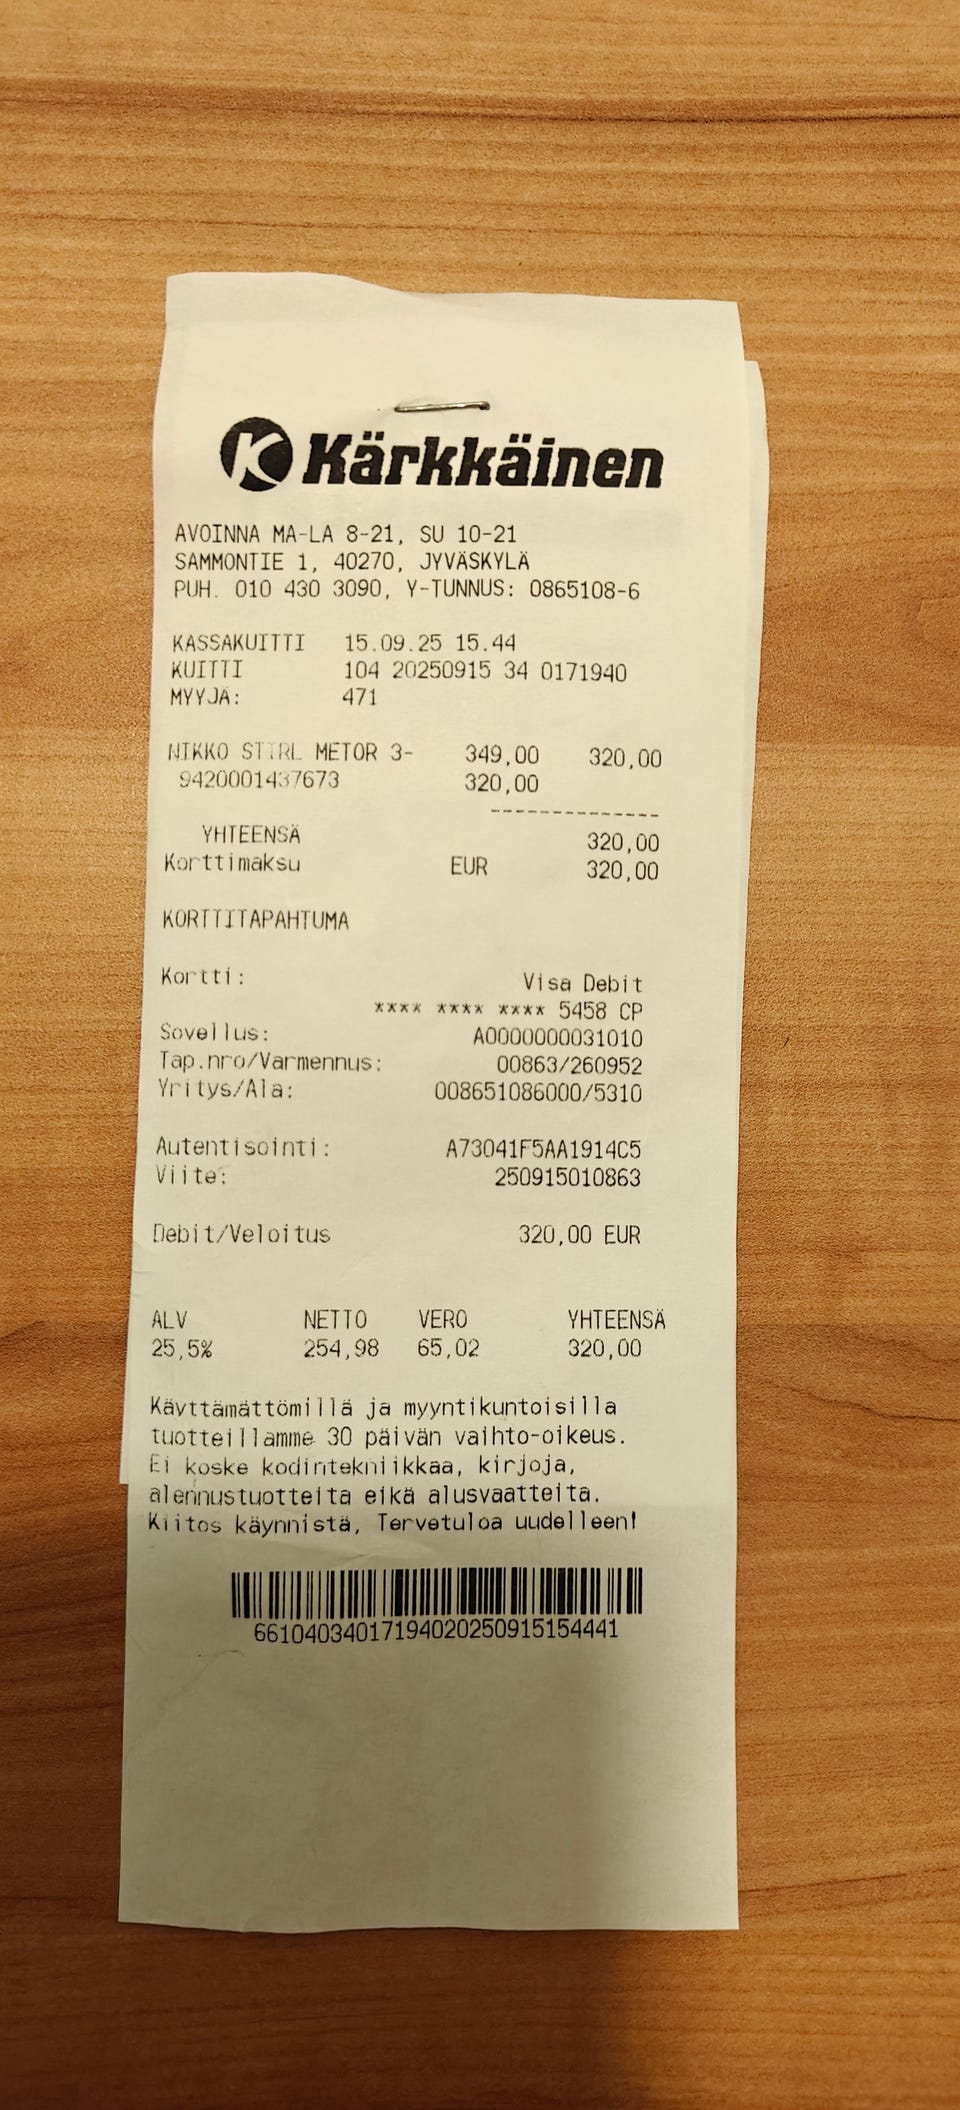 K Kärkkäinen
AVOINNA MA-LA 8-21, SU 10-21
SAMMONTIE 1, 40270, JYVÄSKYLÄ
PUH. 010 430 3090, Y-TUNNUS: 0865108-6
KASSAKUITTI 15.09.25 15.44
KUITTI 104 20250915 34 0171940
MYYJÄ: 471
NIKKO STIRL METOR 3- 349,00 320,00
9420001437673 320,00
--------------
YHTEENSÄ 320,00
Korttimaksu EUR 320,00
KORTTITAPAHTUMA
Kortti: Visa Debit
**** **** **** 5458 CP
Sovellus: A0000000031010
Tap.nro/Varmennus: 00863/260952
Yritys/Ala: 008651086000/5310
Autentisointi: A73041F5AA1914C5
Viite: 250915010863
Debit/Veloitus 320,00 EUR
ALV NETTO VERO YHTEENSÄ
25,5% 254,98 65,02 320,00
Käyttämättömillä ja myyntikuntoisilla
tuotteillamme 30 päivän vaihto-oikeus.
Ei koske kodintekniikkaa, kirjoja,
alennustuotteita eikä alusvaatteita.
Kiitos käynnistä, Tervetuloa uudelleen!
66104034017194020250915154441